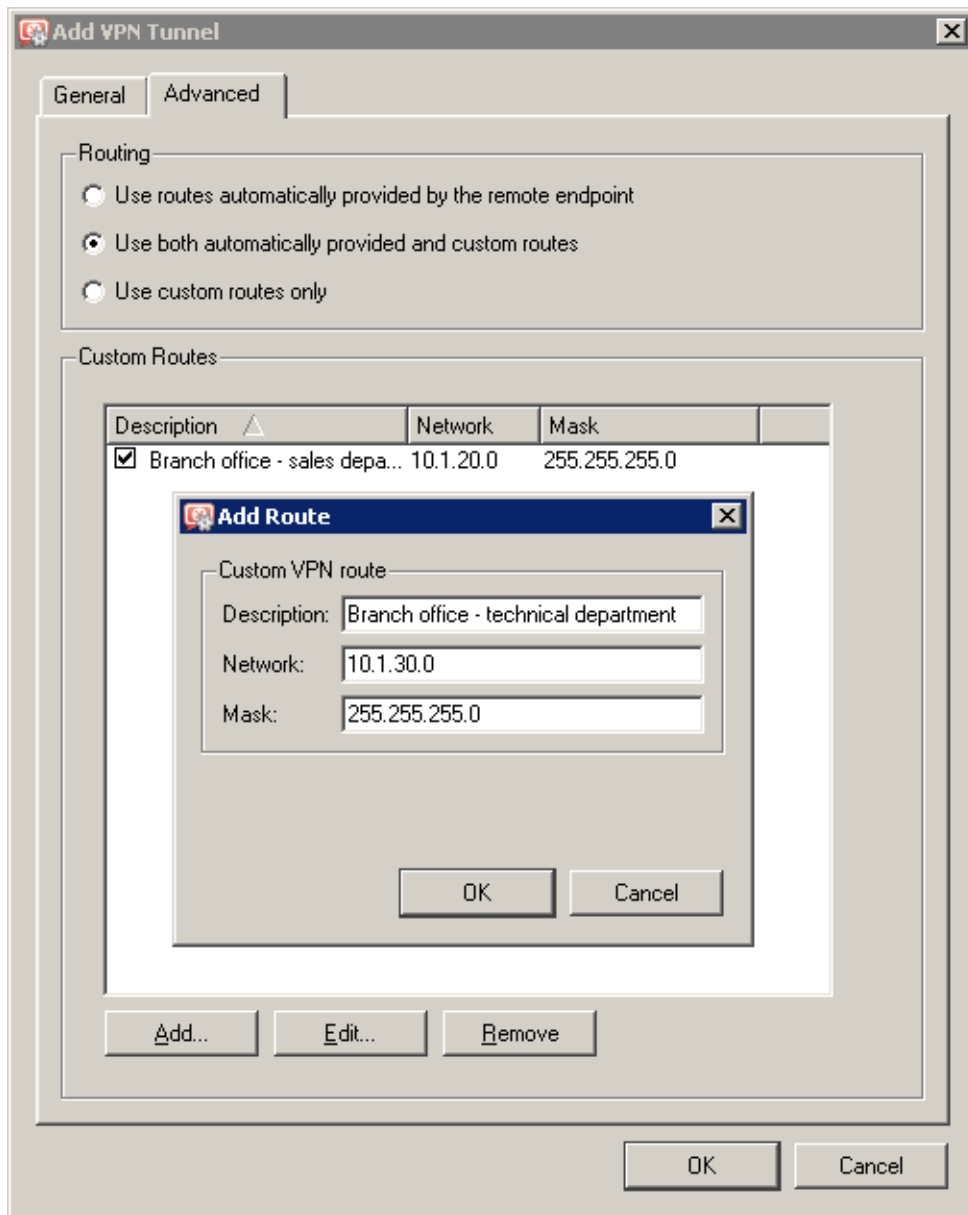 Add VPN Tunnel
General Advanced
Routing
Use routes automatically provided by the remote endpoint
Use both automatically provided and custom routes
Use custom routes only
Custom Routes
Description Network Mask
Branch office - sales depa... 10.1.20.0 255.255.255.0
Add Route
Custom VPN route
Description: Branch office - technical department
Network: 10.1.30.0
Mask: 255.255.255.0
OK Cancel
Add... Edit... Remove
OK Cancel